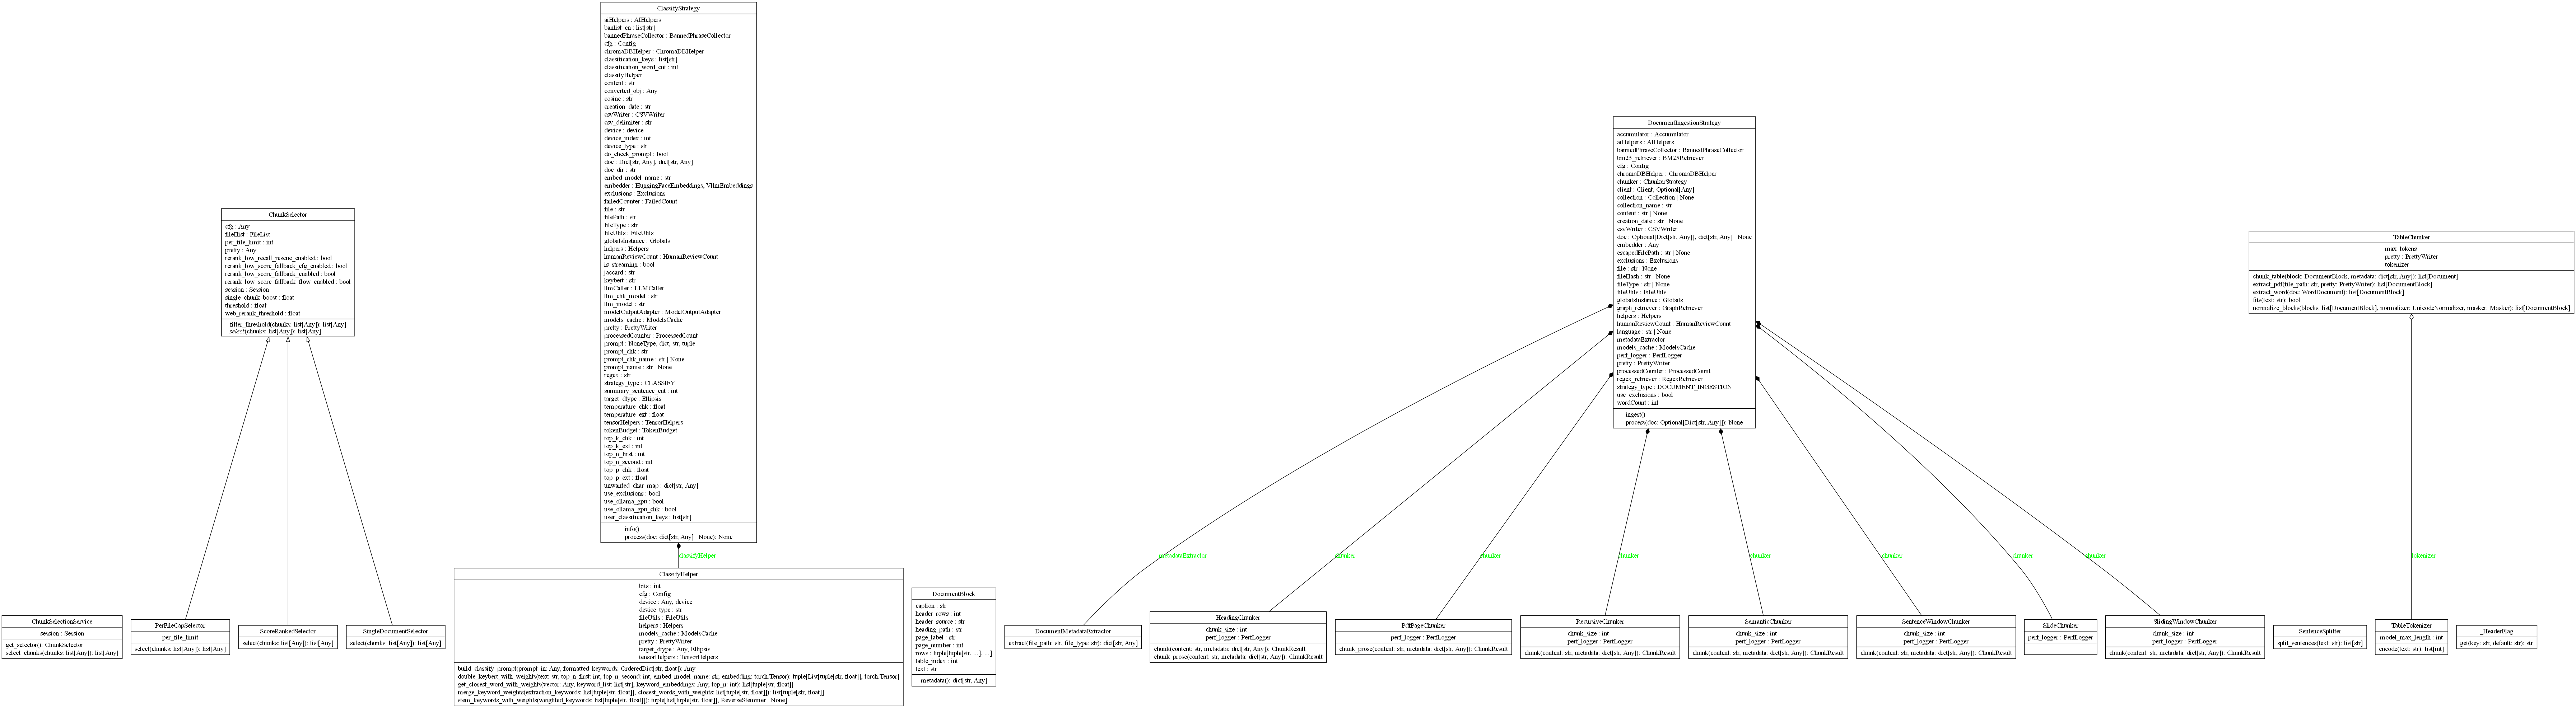 ClassifyStrategy
aiHelpers : AIHelpers
banlist_en : list[str]
bannedPhraseCollector : BannedPhraseCollector
cfg : Config
chromaDBHelper : ChromaDBHelper
classification_keys : list[str]
classification_word_cnt : int
classifyHelper
content : str
converted_obj : Any
cosine : str
creation_date : str
csvWriter : CSVWriter
csv_delimiter : str
device : device
device_index : int
device_type : str
do_check_prompt : bool
doc : Dict[str, Any], dict[str, Any]
doc_dir : str
embed_model_name : str
embedder : HuggingFaceEmbeddings, VllmEmbeddings
exclusions : Exclusions
failedCounter : FailedCount
file : str
filePath : str
fileType : str
fileUtils : FileUtils
globalsInstance : Globals
helpers : Helpers
humanReviewCount : HumanReviewCount
is_streaming : bool
jaccard : str
keybert : str
llmCaller : LLMCaller
llm_chk_model : str
llm_model : str
modelOutputAdapter : ModelOutputAdapter
models_cache : ModelsCache
pretty : PrettyWriter
processedCounter : ProcessedCount
prompt : NoneType, dict, str, tuple
prompt_chk : str
prompt_chk_name : str | None
prompt_name : str | None
regex : str
strategy_type : CLASSIFY
summary_sentence_cnt : int
target_dtype : Ellipsis
temperature_chk : float
temperature_ext : float
tensorHelpers : TensorHelpers
tokenBudget : TokenBudget
top_k_chk : int
top_k_ext : int
top_n_first : int
top_n_second : int
top_p_chk : float
top_p_ext : float
unwanted_char_map : dict[str, Any]
use_exclusions : bool
use_ollama_gpu : bool
use_ollama_gpu_chk : bool
user_classification_keys : list[str]
info()
process(doc: dict[str, Any] | None): None
DocumentIngestionStrategy
accumulator : Accumulator
aiHelpers : AIHelpers
bannedPhraseCollector : BannedPhraseCollector
bm25_retriever : BM25Retriever
cfg : Config
chromaDBHelper : ChromaDBHelper
chunker : ChunkerStrategy
client : Client, Optional[Any]
collection : Collection | None
collection_name : str
content : str | None
creation_date : str | None
csvWriter : CSVWriter
doc : Optional[Dict[str, Any]], dict[str, Any] | None
embedder : Any
escapedFilePath : str | None
exclusions : Exclusions
file : str | None
fileHash : str | None
fileType : str | None
fileUtils : FileUtils
globalsInstance : Globals
graph_retriever : GraphRetriever
helpers : Helpers
humanReviewCount : HumanReviewCount
language : str | None
metadataExtractor
models_cache : ModelsCache
perf_logger : PerfLogger
pretty : PrettyWriter
processedCounter : ProcessedCount
regex_retriever : RegexRetriever
strategy_type : DOCUMENT_INGESTION
use_exclusions : bool
wordCount : int
ingest()
process(doc: Optional[Dict[str, Any]]): None
ChunkSelector
cfg : Any
fileHlist : FileList
per_file_limit : int
pretty : Any
rerank_low_recall_rescue_enabled : bool
rerank_low_score_fallback_cfg_enabled : bool
rerank_low_score_fallback_enabled : bool
rerank_low_score_fallback_flow_enabled : bool
session : Session
single_chunk_boost : float
threshold : float
web_rerank_threshold : float
filter_threshold(chunks: list[Any]): list[Any]
select(chunks: list[Any]): list[Any]
TableChunker
max_tokens
pretty : PrettyWriter
tokenizer
chunk_table(block: DocumentBlock, metadata: dict[str, Any]): list[Document]
extract_pdf(file_path: str, pretty: PrettyWriter): list[DocumentBlock]
extract_word(doc: WordDocument): list[DocumentBlock]
fits(text: str): bool
normalize_blocks(blocks: list[DocumentBlock], normalizer: UnicodeNormalizer, masker: Masker): list[DocumentBlock]
classifyHelper
metadataExtractor
chunker
chunker
chunker
chunker
chunker
chunker
chunker
tokenizer
ChunkSelectionService
session : Session
get_selector(): ChunkSelector
select_chunks(chunks: list[Any]): list[Any]
PerFileCapSelector
per_file_limit
select(chunks: list[Any]): list[Any]
ScoreRankedSelector
select(chunks: list[Any]): list[Any]
SingleDocumentSelector
select(chunks: list[Any]): list[Any]
ClassifyHelper
bits : int
cfg : Config
device : Any, device
device_type : str
fileUtils : FileUtils
helpers : Helpers
models_cache : ModelsCache
pretty : PrettyWriter
target_dtype : Any, Ellipsis
tensorHelpers : TensorHelpers
build_classify_prompt(prompt_in: Any, formatted_keywords: OrderedDict[str, float]): Any
double_keybert_with_weights(text: str, top_n_first: int, top_n_second: int, embed_model_name: str, embedding: torch.Tensor): tuple[List[tuple[str, float]], torch.Tensor]
get_closest_word_with_weights(vector: Any, keyword_list: list[str], keyword_embeddings: Any, top_n: int): list[tuple[str, float]]
merge_keyword_weights(extraction_keywords: list[tuple[str, float]], closest_words_with_weights: list[tuple[str, float]]): list[tuple[str, float]]
stem_keywords_with_weights(weighted_keywords: list[tuple[str, float]]): tuple[list[tuple[str, float]], ReverseStemmer | None]
DocumentBlock
caption : str
header_rows : int
header_source : str
heading_path : str
page_label : str
page_number : int
rows : tuple[tuple[str, ...], ...]
table_index : int
text : str
metadata(): dict[str, Any]
DocumentMetadataExtractor
extract(file_path: str, file_type: str): dict[str, Any]
HeadingChunker
chunk_size : int
perf_logger : PerfLogger
chunk(content: str, metadata: dict[str, Any]): ChunkResult
chunk_prose(content: str, metadata: dict[str, Any]): ChunkResult
PdfPageChunker
perf_logger : PerfLogger
chunk_prose(content: str, metadata: dict[str, Any]): ChunkResult
RecursiveChunker
chunk_size : int
perf_logger : PerfLogger
chunk(content: str, metadata: dict[str, Any]): ChunkResult
SemanticChunker
chunk_size : int
perf_logger : PerfLogger
chunk(content: str, metadata: dict[str, Any]): ChunkResult
SentenceWindowChunker
chunk_size : int
perf_logger : PerfLogger
chunk(content: str, metadata: dict[str, Any]): ChunkResult
SlideChunker
perf_logger : PerfLogger
SlidingWindowChunker
chunk_size : int
perf_logger : PerfLogger
chunk(content: str, metadata: dict[str, Any]): ChunkResult
SentenceSplitter
split_sentences(text: str): list[str]
TableTokenizer
model_max_length : int
encode(text: str): list[int]
_HeaderFlag
get(key: str, default: str): str